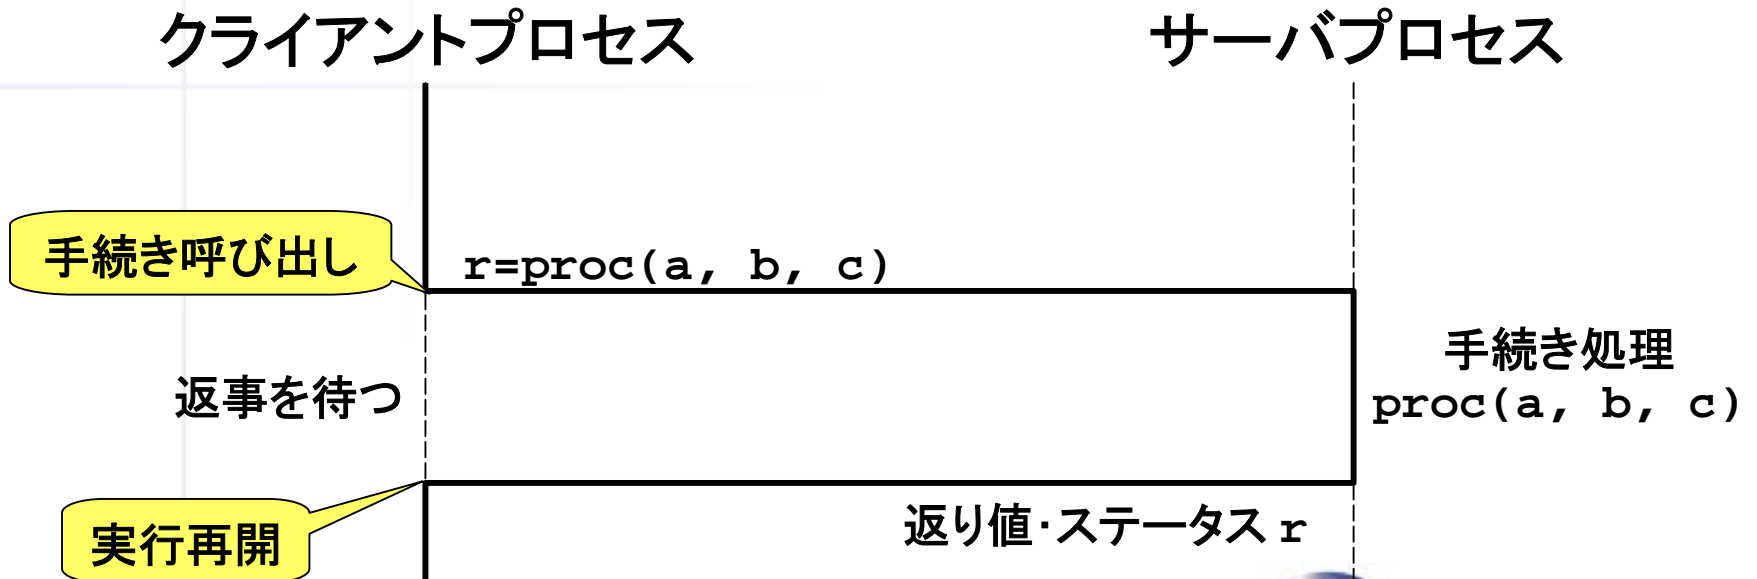 クライアントプロセス
サーバプロセス
手続き呼び出し
r=proc(a, b, c)
手続き処理
proc(a, b, c)
返事を待つ
返り値・ステータス r
実行再開